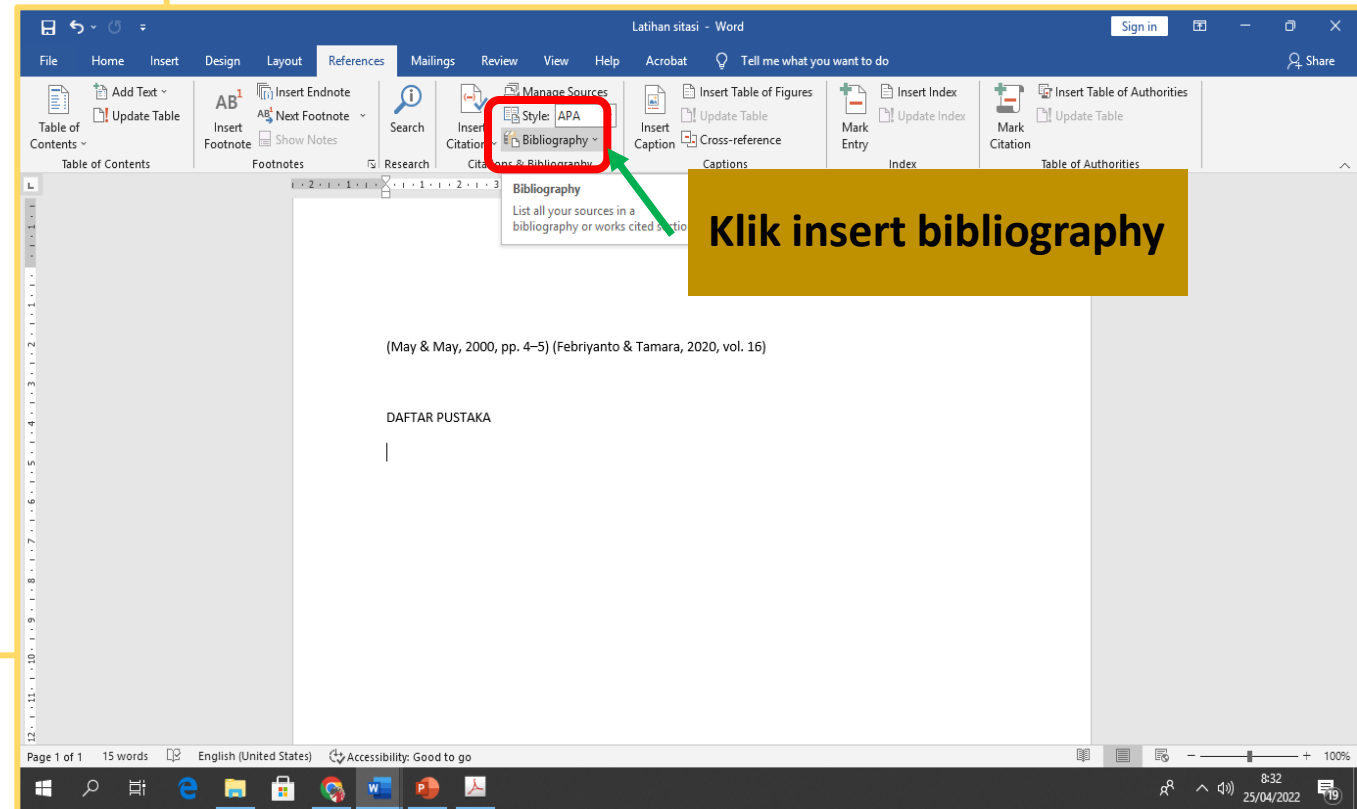 Latihan sitasi - Word
Sign in
File Home Insert Design Layout References Mailings Review View Help Acrobat Tell me what you want to do Share
Table of Contents
Add Text
Update Table
Table of Contents
AB1 Insert Footnote
Insert Endnote
Next Footnote
Show Notes
Footnotes
Search
Research
Insert Citation
Manage Sources
Style: APA
Bibliography
Citations & Bibliography
Insert Caption
Insert Table of Figures
Update Table
Cross-reference
Captions
Mark Entry
Insert Index
Update Index
Index
Mark Citation
Insert Table of Authorities
Update Table
Table of Authorities
Bibliography
List all your sources in a
bibliography or works cited
Klik insert bibliography
(May & May, 2000, pp. 4–5) (Febriyanto & Tamara, 2020, vol. 16)
DAFTAR PUSTAKA
Page 1 of 1 15 words English (United States) Accessibility: Good to go 100%
8:32
25/04/2022
19